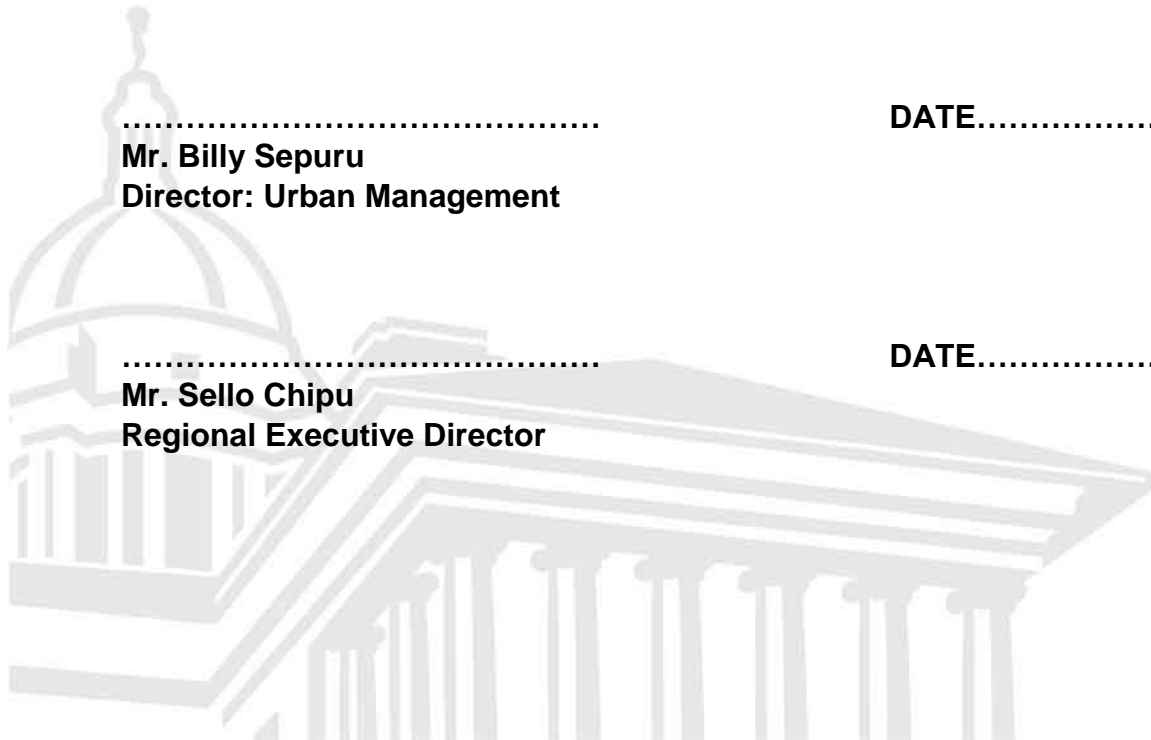 ………………………………………… DATE………………
Mr. Billy Sepuru
Director: Urban Management
………………………………………… DATE………………
Mr. Sello Chipu
Regional Executive Director